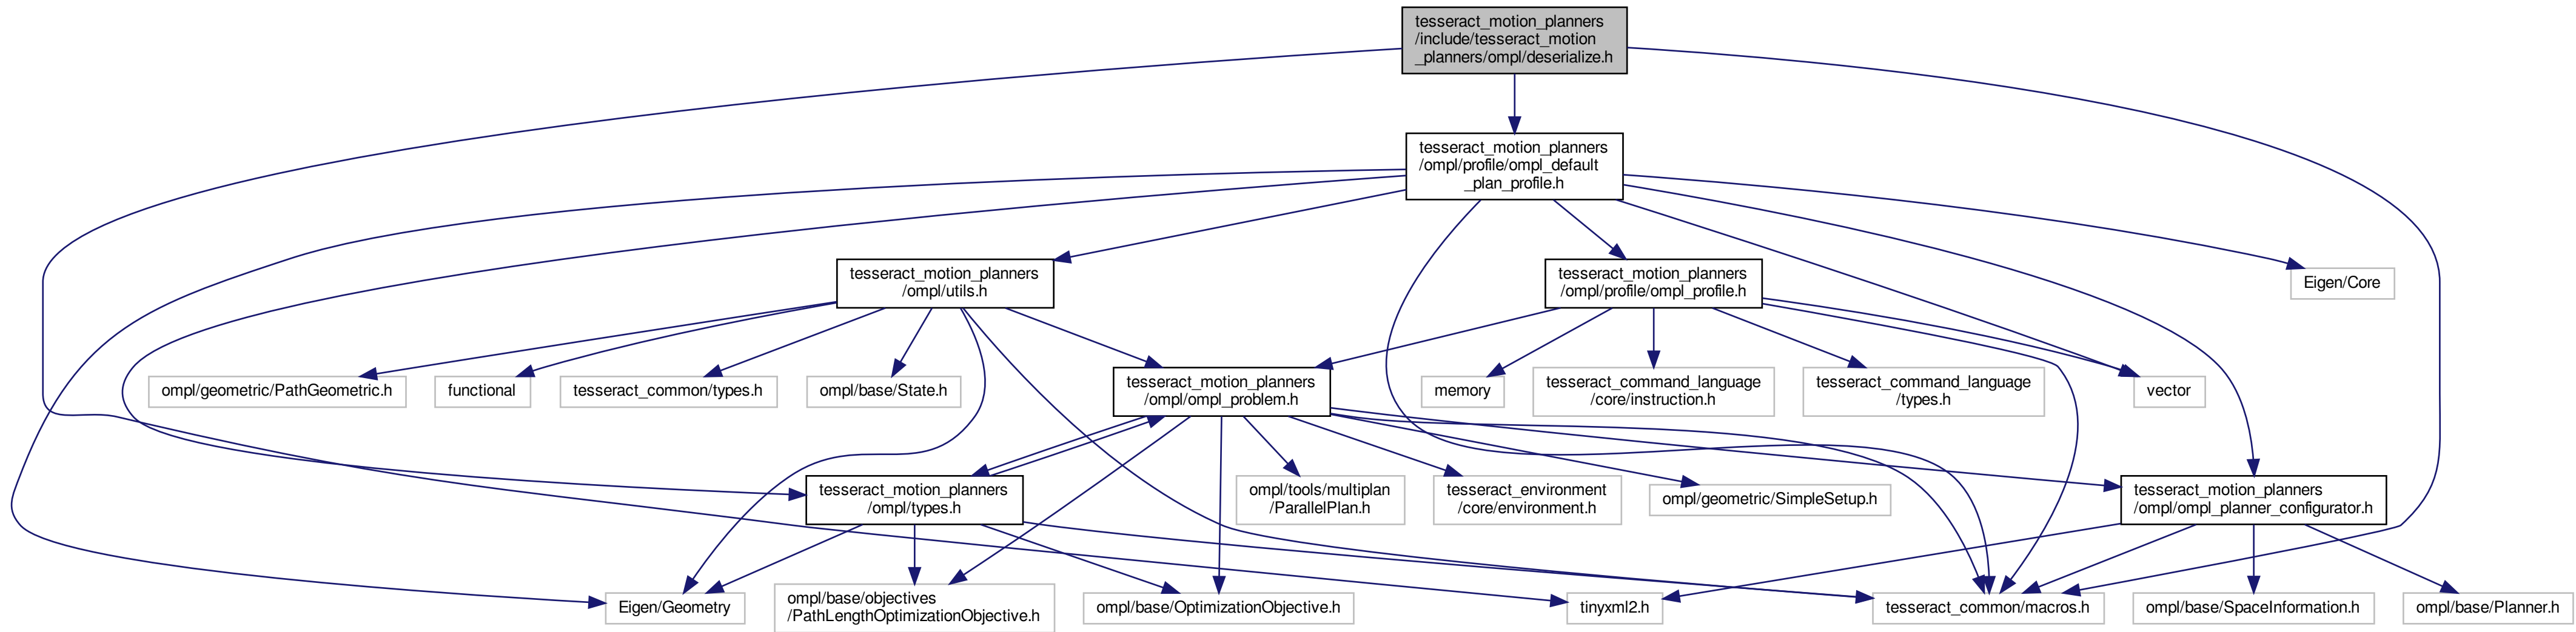 tesseract_motion_planners
/include/tesseract_motion
_planners/ompl/deserialize.h
tesseract_motion_planners
/ompl/profile/ompl_default
_plan_profile.h
tesseract_motion_planners
/ompl/utils.h
tesseract_motion_planners
/ompl/profile/ompl_profile.h
Eigen/Core
ompl/geometric/PathGeometric.h
functional
tesseract_common/types.h
ompl/base/State.h
tesseract_motion_planners
/ompl/ompl_problem.h
memory
tesseract_command_language
/core/instruction.h
tesseract_command_language
/types.h
vector
tesseract_motion_planners
/ompl/types.h
ompl/tools/multiplan
/ParallelPlan.h
tesseract_environment
/core/environment.h
ompl/geometric/SimpleSetup.h
tesseract_motion_planners
/ompl/ompl_planner_configurator.h
Eigen/Geometry
ompl/base/objectives
/PathLengthOptimizationObjective.h
ompl/base/OptimizationObjective.h
tinyxml2.h
tesseract_common/macros.h
ompl/base/SpaceInformation.h
ompl/base/Planner.h